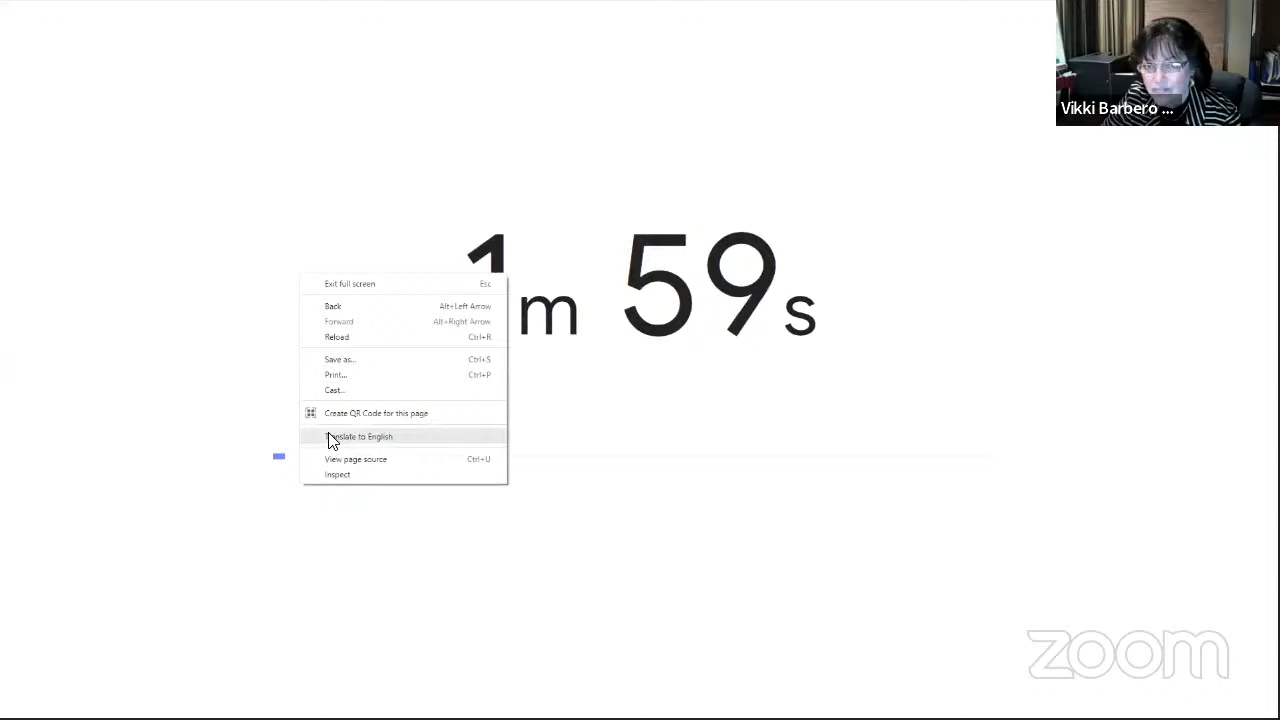 Vikki Barbero ...
1m 59s
Exit full screen Esc
Back Alt+Left Arrow
Forward Alt+Right Arrow
Reload Ctrl+R
Save as... Ctrl+S
Print... Ctrl+P
Cast...
Create QR Code for this page
Translate to English
View page source Ctrl+U
Inspect
zoom